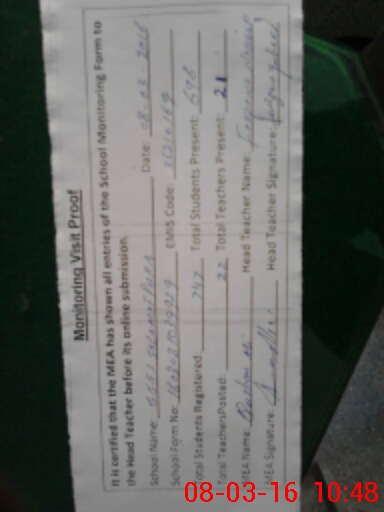 Monitoring Visit Proof
It is certified that the MEA has shown all entries of the School Monitoring Form to
the Head Teacher before its online submission.
School Name: Date: 08-03-2016
School Form No: EMIS Code:
Total Students Registered: 742 Total Students Present: 696
Total TeachersPosted: 22 Total Teachers Present: 21
MEA Name: Head Teacher Name:
MEA Signature: Head Teacher Signature:
08-03-16 10:48